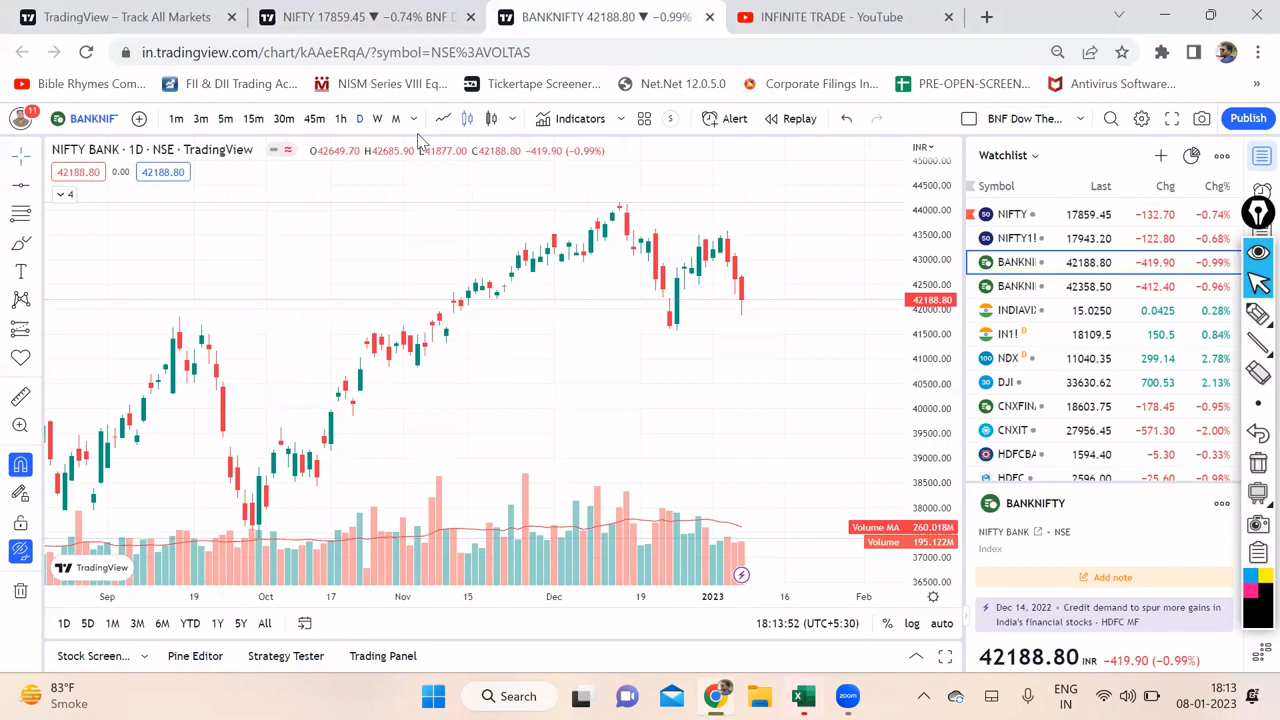 TradingView - Track All Markets
NIFTY 17859.45 ▼ −0.74% BNF
BANKNIFTY 42188.80 ▼ −0.99%
INFINITE TRADE - YouTube
in.tradingview.com/chart/kAAeERqA/?symbol=NSE%3AVOLTAS
Bible Rhymes Com...
FII & DII Trading Ac...
NISM Series VIII Eq...
Tickertape Screener...
Net.Net 12.0.5.0
Corporate Filings In...
PRE-OPEN-SCREEN...
Antivirus Software...
11
BANKNIF
1m 3m 5m 15m 30m 45m 1h D W M
Indicators
S
Alert
Replay
BNF Dow The...
Publish
NIFTY BANK · 1D · NSE · TradingView
O42649.70 H42685.90 L41877.00 C42188.80 −419.90 (−0.99%)
42188.80 0.00 42188.80
4
INR
45000.00
44500.00
44000.00
43500.00
43000.00
42500.00
42188.80
42000.00
41500.00
41000.00
40500.00
40000.00
39500.00
39000.00
38500.00
38000.00
Volume MA 260.018M
Volume 195.122M
37000.00
36500.00
TradingView
Sep 19 Oct 17 Nov 15 Dec 19 2023 16 Feb
1D 5D 1M 3M 6M YTD 1Y 5Y All
18:13:52 (UTC+5:30) % log auto
Stock Screen... Pine Editor Strategy Tester Trading Panel
Watchlist
Symbol Last Chg Chg%
50 NIFTY 17859.45 −132.70 −0.74%
50 NIFTY1! 17943.20 −122.80 −0.68%
BANKNI 42188.80 −419.90 −0.99%
BANKNI 42358.50 −412.40 −0.96%
INDIAVI 15.0250 0.0425 0.28%
IN1! D 18109.5 150.5 0.84%
100 NDX D 11040.35 299.14 2.78%
30 DJI 33630.62 700.53 2.13%
CNXFIN 18603.75 −178.45 −0.95%
CNXIT 27956.45 −571.30 −2.00%
HDFCBA 1594.40 −5.30 −0.33%
HDFC 2596.00 −25.60 −0.98%
BANKNIFTY
NIFTY BANK · NSE
Index
Add note
Dec 14, 2022 · Credit demand to spur more gains in
India's financial stocks - HDFC MF
42188.80 INR −419.90 (−0.99%)
83°F
Smoke
Search
zoom
ENG
IN
18:13
08-01-2023